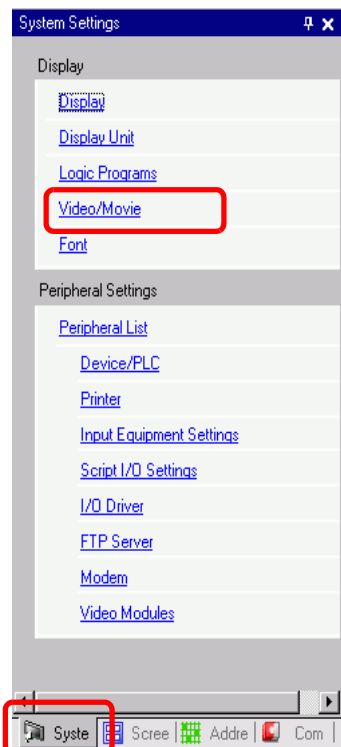 System Settings
Display
Display
Display Unit
Logic Programs
Video/Movie
Font
Peripheral Settings
Peripheral List
Device/PLC
Printer
Input Equipment Settings
Script I/O Settings
I/O Driver
FTP Server
Modem
Video Modules
Syste Scree Addre Com